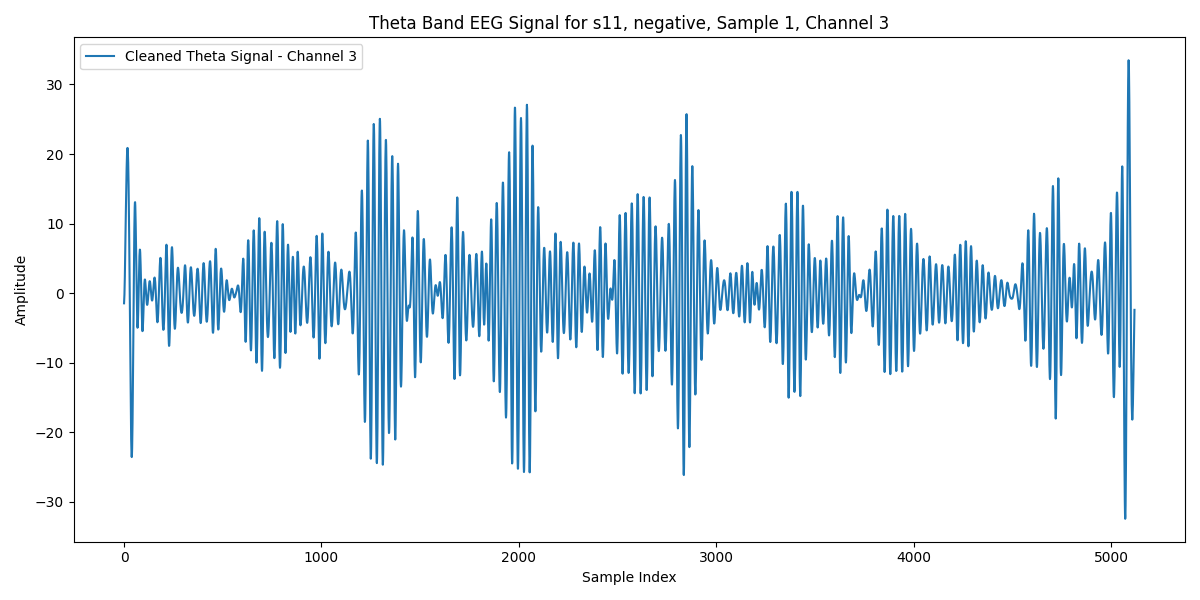 Theta Band EEG Signal for s11, negative, Sample 1, Channel 3
Cleaned Theta Signal - Channel 3
Amplitude
30
20
10
0
−10
−20
−30
0 1000 2000 3000 4000 5000
Sample Index